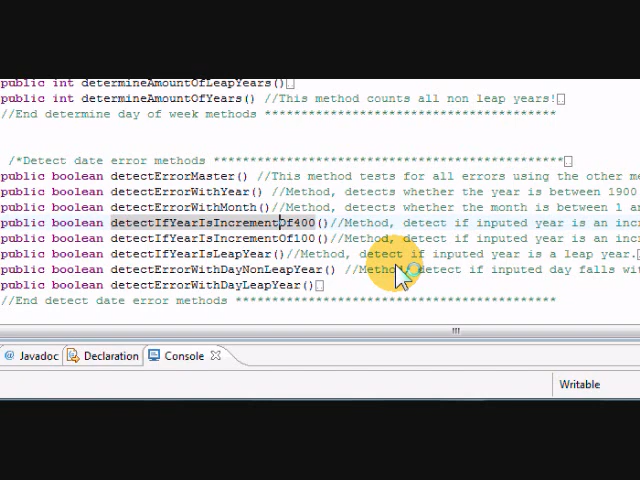 public int determineAmountOfLeapYears()
public int determineAmountOfYears() //This method counts all non leap years!
//End determine day of week methods ****************************************
/*Detect date error methods ************************************************
public boolean detectErrorMaster() //This method tests for all errors using the other me
public boolean detectErrorWithYear() //Method, detects whether the year is between 1900
public boolean detectErrorWithMonth()//Method, detects whether the month is between 1 an
public boolean detectIfYearIsIncrementOf400()//Method, detect if inputed year is an incr
public boolean detectIfYearIsIncrementOf100()//Method, detect if inputed year is an incr
public boolean detectIfYearIsLeapYear()//Method, detect if inputed year is a leap year.
public boolean detectErrorWithDayNonLeapYear() //Method, detect if inputed day falls with
public boolean detectErrorWithDayLeapYear()
//End detect date error methods ****************************************
@ Javadoc Declaration Console
Writable